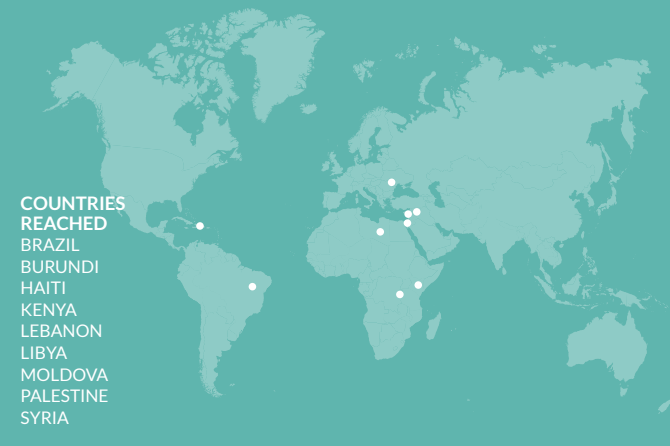 COUNTRIES
REACHED
BRAZIL
BURUNDI
HAITI
KENYA
LEBANON
LIBYA
MOLDOVA
PALESTINE
SYRIA